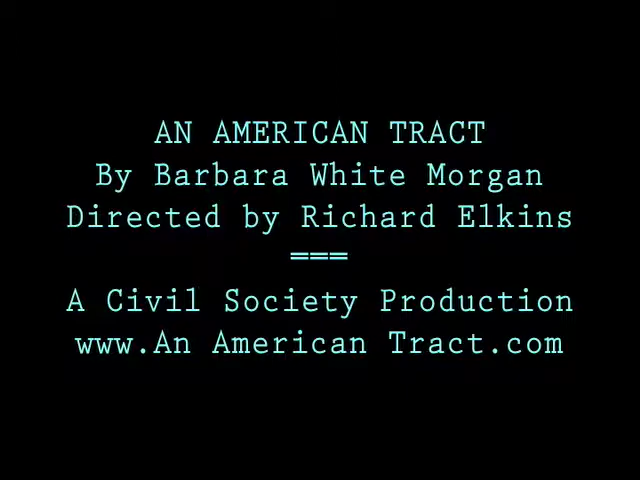 AN AMERICAN TRACT
By Barbara White Morgan
Directed by Richard Elkins
===
A Civil Society Production
www.An American Tract.com